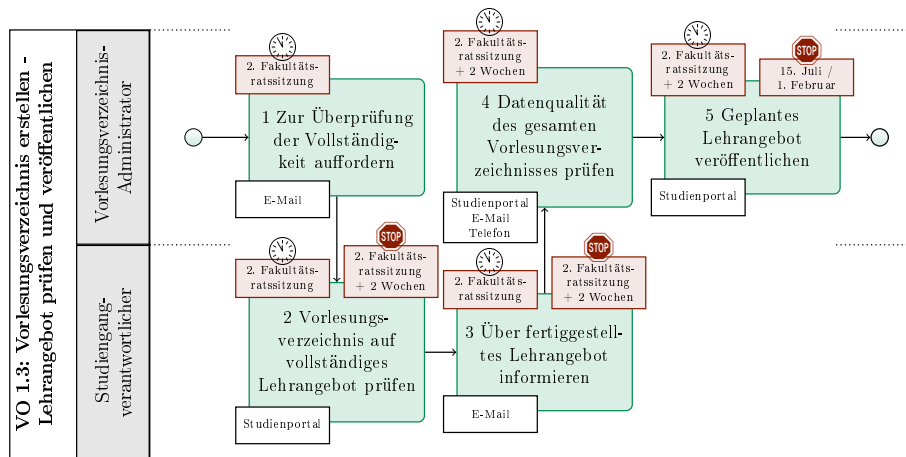 VO 1.3: Vorlesungsverzeichnis erstellen -
Lehrangebot prüfen und veröffentlichen
Vorlesungsverzeichnis-
Administrator
2. Fakultäts-
ratssitzung
1 Zur Überprüfung
der Vollständig-
keit auffordern
E-Mail
2. Fakultäts-
ratssitzung
+ 2 Wochen
4 Datenqualität
des gesamten
Vorlesungsver-
zeichnisses prüfen
Studienportal
E-Mail
Telefon
2. Fakultäts-
ratssitzung
+ 2 Wochen
STOP
15. Juli /
1. Februar
5 Geplantes
Lehrangebot
veröffentlichen
Studienportal
Studiengang-
verantwortlicher
2. Fakultäts-
ratssitzung
STOP
2. Fakultäts-
ratssitzung
+ 2 Wochen
2 Vorlesungs-
verzeichnis auf
vollständiges
Lehrangebot prüfen
Studienportal
2. Fakultäts-
ratssitzung
STOP
2. Fakultäts-
ratssitzung
+ 2 Wochen
3 Über fertiggestell-
tes Lehrangebot
informieren
E-Mail